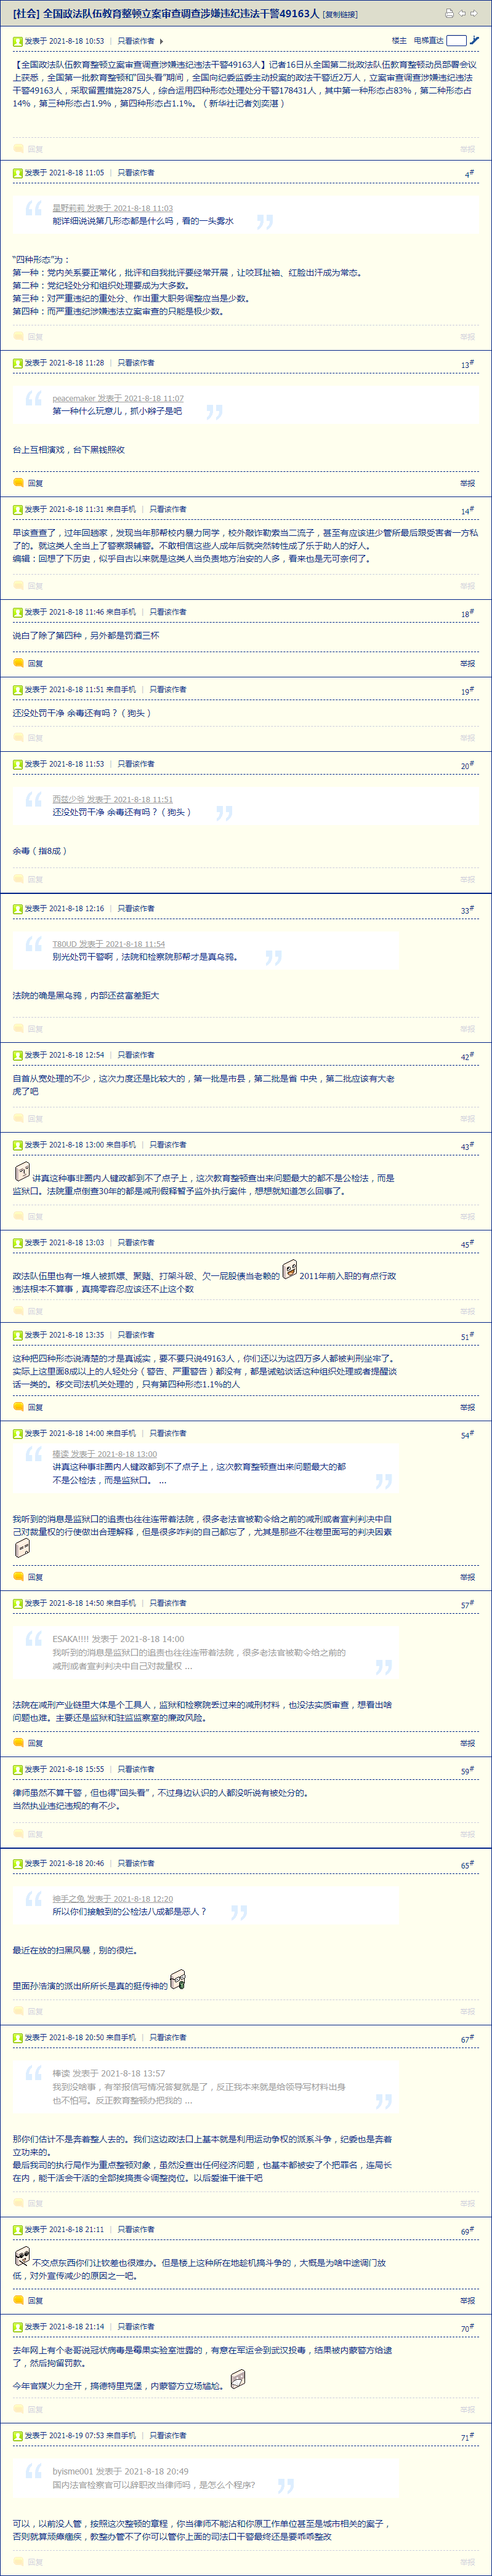 [社会] 全国政法队伍教育整顿立案审查调查涉嫌违纪违法干警49163人 [复制链接]
发表于 2021-8-18 10:53 | 只看该作者
楼主 电梯直达
【全国政法队伍教育整顿立案审查调查涉嫌违纪违法干警49163人】记者16日从全国第二批政法队伍教育整顿动员部署会议
上获悉，全国第一批教育整顿和“回头看”期间，全国向纪委监委主动投案的政法干警近2万人，立案审查调查涉嫌违纪违法
干警49163人，采取留置措施2875人，综合运用四种形态处理处分干警178431人，其中第一种形态占83%，第二种形态占
14%，第三种形态占1.9%，第四种形态占1.1%。（新华社记者刘奕湛）
回复 举报
发表于 2021-8-18 11:05 | 只看该作者 4#
星野莉莉 发表于 2021-8-18 11:03
能详细说说第几形态都是什么吗，看的一头雾水
“四种形态”为：
第一种：党内关系要正常化，批评和自我批评要经常开展，让咬耳扯袖、红脸出汗成为常态。
第二种：党纪轻处分和组织处理要成为大多数。
第三种：对严重违纪的重处分、作出重大职务调整应当是少数。
第四种：而严重违纪涉嫌违法立案审查的只能是极少数。
回复 举报
发表于 2021-8-18 11:28 | 只看该作者 13#
peacemaker 发表于 2021-8-18 11:07
第一种什么玩意儿，抓小辫子是吧
台上互相演戏，台下黑钱照收
回复 举报
发表于 2021-8-18 11:31 来自手机 | 只看该作者 14#
早该查查了，过年回趟家，发现当年那帮校内暴力同学，校外敲诈勒索当二流子，甚至有应该进少管所最后跟受害者一方私
了的。就这类人全当上了警察跟辅警。不敢相信这些人成年后就突然转性成了乐于助人的好人。
编辑：回想了下历史，似乎自古以来就是这类人当负责地方治安的人多，看来也是无可奈何了。
回复 举报
发表于 2021-8-18 11:46 来自手机 | 只看该作者 18#
说白了除了第四种，另外都是罚酒三杯
回复 举报
发表于 2021-8-18 11:51 来自手机 | 只看该作者 19#
还没处罚干净 余毒还有吗？（狗头）
回复 举报
发表于 2021-8-18 11:53 | 只看该作者 20#
西兹少爷 发表于 2021-8-18 11:51
还没处罚干净 余毒还有吗？（狗头）
余毒（指8成）
回复 举报
发表于 2021-8-18 12:16 | 只看该作者 33#
T80UD 发表于 2021-8-18 11:54
别光处罚干警啊，法院和检察院那帮才是真乌鸦。
法院的确是黑乌鸦，内部还贫富差距大
回复 举报
发表于 2021-8-18 12:54 | 只看该作者 42#
自首从宽处理的不少，这次力度还是比较大的，第一批是市县，第二批是省 中央，第二批应该有大老
虎了吧
回复 举报
发表于 2021-8-18 13:00 来自手机 | 只看该作者 43#
讲真这种事非圈内人键政都到不了点子上，这次教育整顿查出来问题最大的都不是公检法，而是
监狱口。法院重点倒查30年的都是减刑假释暂予监外执行案件，想想就知道怎么回事了。
回复 举报
发表于 2021-8-18 13:03 | 只看该作者 45#
政法队伍里也有一堆人被抓嫖、聚赌、打架斗殴、欠一屁股债当老赖的 2011年前入职的有点行政
违法根本不算事，真搞零容忍应该还不止这个数
回复 举报
发表于 2021-8-18 13:35 | 只看该作者 51#
这种把四种形态说清楚的才是真诚实，要不要只说49163人，你们还以为这四万多人都被判刑坐牢了。
实际上这里面8成以上的人轻处分（警告、严重警告）都没有，都是诫勉谈话这种组织处理或者提醒谈
话一类的。移交司法机关处理的，只有第四种形态1.1%的人
回复 举报
发表于 2021-8-18 14:00 来自手机 | 只看该作者 54#
棒读 发表于 2021-8-18 13:00
讲真这种事非圈内人键政都到不了点子上，这次教育整顿查出来问题最大的都
不是公检法，而是监狱口。 ...
我听到的消息是监狱口的追责也往往连带着法院，很多老法官被勒令给之前的减刑或者宣判判决中自
己对裁量权的行使做出合理解释，但是很多咋判的自己都忘了，尤其是那些不往卷里面写的判决因素
回复 举报
发表于 2021-8-18 14:50 来自手机 | 只看该作者 57#
ESAKA!!!! 发表于 2021-8-18 14:00
我听到的消息是监狱口的追责也往往连带着法院，很多老法官被勒令给之前的
减刑或者宣判判决中自己对裁量权 ...
法院在减刑产业链里大体是个工具人，监狱和检察院丢过来的减刑材料，也没法实质审查，想看出啥
问题也难。主要还是监狱和驻监监察室的廉政风险。
回复 举报
发表于 2021-8-18 15:55 | 只看该作者 59#
律师虽然不算干警，但也得“回头看”，不过身边认识的人都没听说有被处分的。
当然执业违纪违规的有不少。
回复 举报
发表于 2021-8-18 20:46 | 只看该作者 65#
神手之兔 发表于 2021-8-18 12:20
所以你们接触到的公检法八成都是恶人？
最近在放的扫黑风暴，别的很烂。
里面孙浩演的派出所所长是真的挺传神的
回复 举报
发表于 2021-8-18 20:50 来自手机 | 只看该作者 67#
棒读 发表于 2021-8-18 13:57
我到没啥事，有举报信写情况答复就是了，反正我本来就是给领导写材料出身
也不怕写。反正教育整顿办把我的 ...
那你们估计不是奔着整人去的。我们这边政法口上基本就是利用运动争权的派系斗争，纪委也是奔着
立功来的。
最后我司的执行局作为重点整顿对象，虽然没查出任何经济问题，也基本都被安了个把罪名，连局长
在内，能干活会干活的全部挨搞责令调整岗位。以后爱谁干谁干吧
回复 举报
发表于 2021-8-18 21:11 | 只看该作者 69#
不交点东西你们让钦差也很难办。但是楼上这种所在地趁机搞斗争的，大概是为啥中途调门放
低，对外宣传减少的原因之一吧。
回复 举报
发表于 2021-8-18 21:14 | 只看该作者 70#
去年网上有个老哥说冠状病毒是霉果实验室泄露的，有意在军运会到武汉投毒，结果被内蒙警方给逮
了，然后拘留罚款。
今年官媒火力全开，搞德特里克堡，内蒙警方立场尴尬。
回复 举报
发表于 2021-8-19 07:53 来自手机 | 只看该作者 71#
byisme001 发表于 2021-8-18 20:49
国内法官检察官可以辞职改当律师吗，是怎么个程序?
可以，以前没人管，按照这次整顿的章程，你当律师不能沾和你原工作单位甚至是城市相关的案子，
否则就算顽瘴痼疾，教整办管不了你可以管你上面的司法口干警最终还是要乖乖整改
回复 举报